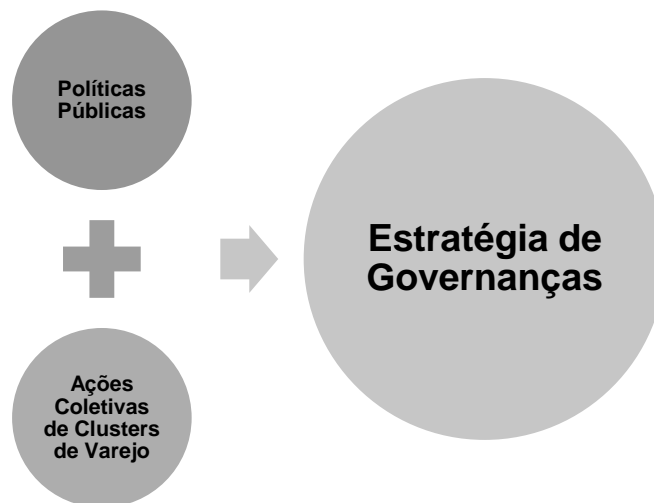 Políticas
Públicas
Estratégia de
Governanças
Ações
Coletivas
de Clusters
de Varejo